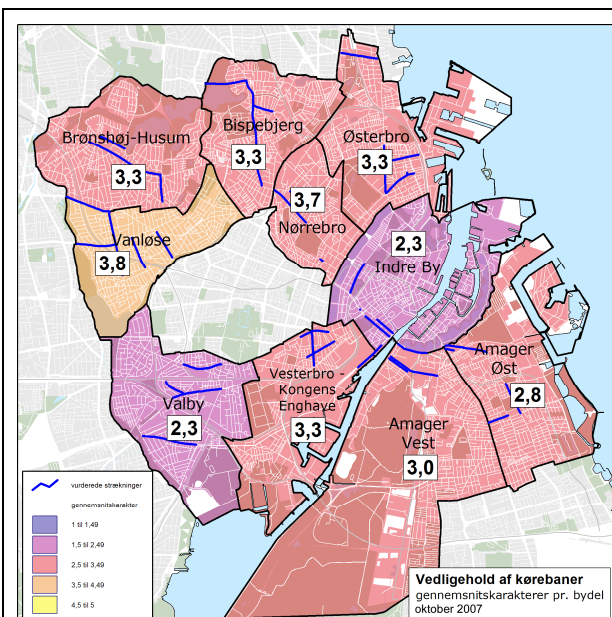 Bispebjerg
3,3
Brønshøj-Husum
3,3
Østerbro
3,3
3,7
Nørrebro
Vanløse
3,8
2,3
Indre By
Amager
Øst
2,8
Vesterbro -
Kongens
Enghave
3,3
Valby
2,3
Amager
Vest
3,0
vurderede strækninger
gennemsnitskarakter
1 til 1,49
1,5 til 2,49
2,5 til 3,49
3,5 til 4,49
4,5 til 5
Vedligehold af kørebaner
gennemsnitskarakterer pr. bydel
oktober 2007